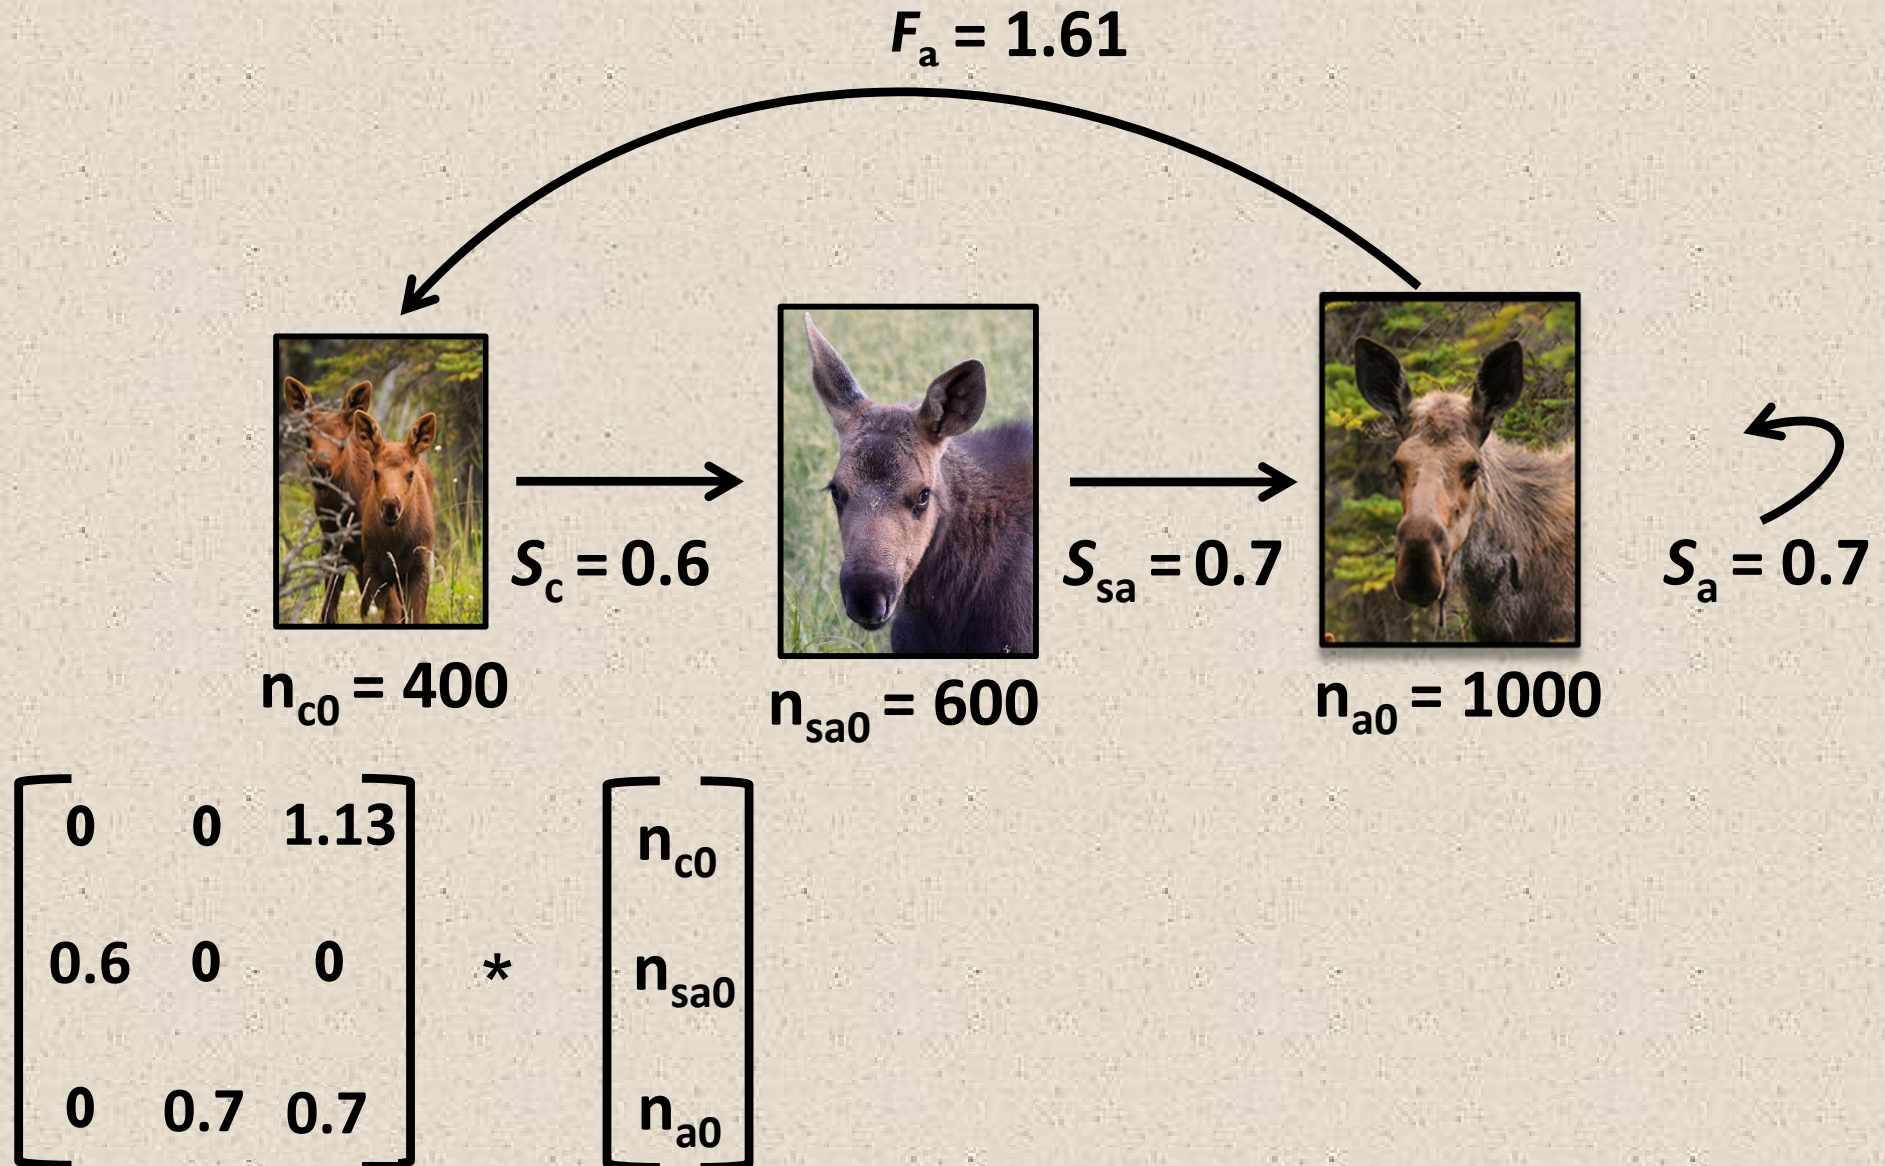 Fa = 1.61
Sc = 0.6
Ssa = 0.7
Sa = 0.7
nc0 = 400
nsa0 = 600
na0 = 1000
0 0 1.13
0.6 0 0
0 0.7 0.7
*
nc0
nsa0
na0